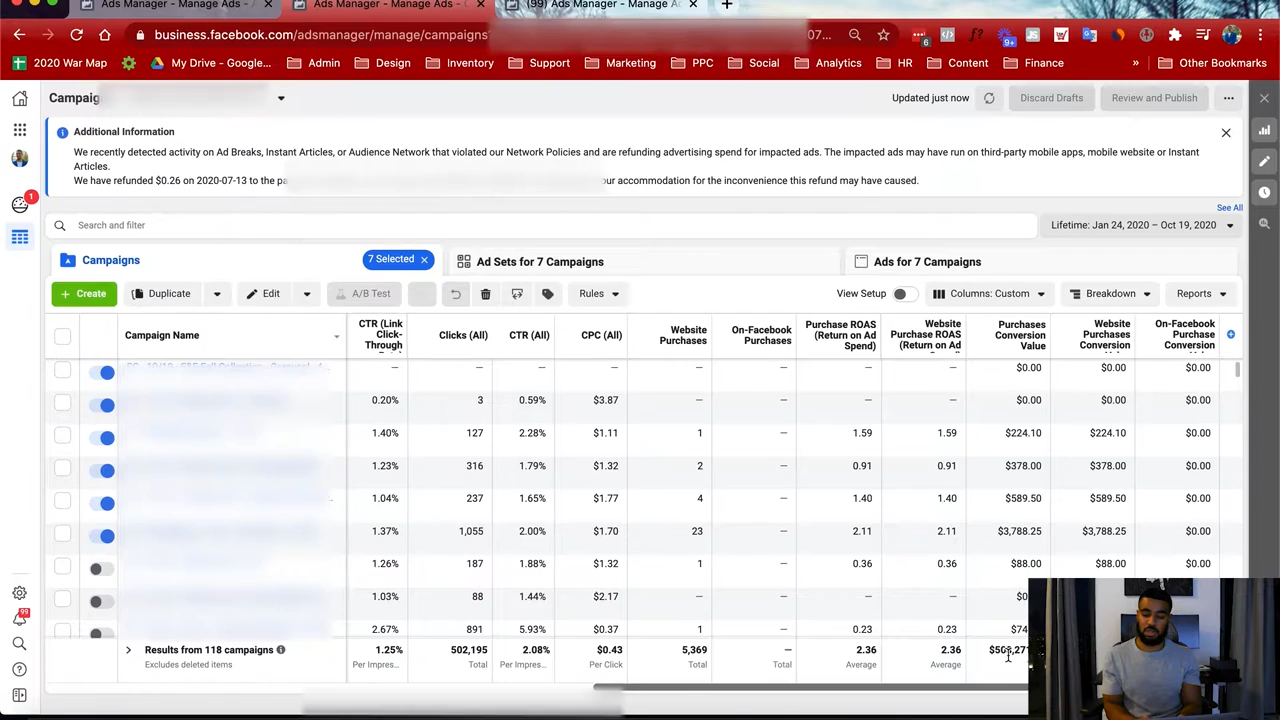 Ads Manager - Manage Ads -
Ads Manager - Manage Ads -
(99) Ads Manager - Manage Ad
business.facebook.com/adsmanager/manage/campaigns
07...
6
9+
2020 War Map
My Drive - Google...
Admin
Design
Inventory
Support
Marketing
PPC
Social
Analytics
HR
Content
Finance
»
Other Bookmarks
Campaig
Updated just now
Discard Drafts
Review and Publish
Additional Information
We recently detected activity on Ad Breaks, Instant Articles, or Audience Network that violated our Network Policies and are refunding advertising spend for impacted ads. The impacted ads may have run on third-party mobile apps, mobile website or Instant
Articles.
We have refunded $0.26 on 2020-07-13 to the
our accommodation for the inconvenience this refund may have caused.
See All
1
Search and filter
Lifetime: Jan 24, 2020 – Oct 19, 2020
Campaigns
7 Selected
Ad Sets for 7 Campaigns
Ads for 7 Campaigns
+ Create
Duplicate
Edit
A/B Test
Rules
View Setup
Columns: Custom
Breakdown
Reports
Campaign Name
CTR (Link
Click-
Through
Clicks (All)
CTR (All)
CPC (All)
Website
Purchases
On-Facebook
Purchases
Purchase ROAS
(Return on Ad
Spend)
Website
Purchase ROAS
(Return on Ad
Purchases
Conversion
Value
Website
Purchases
Conversion
On-Facebook
Purchases
Conversion
— — — — — — — — $0.00 $0.00 $0.00
0.20% 3 0.59% $3.87 — — — — $0.00 $0.00 $0.00
1.40% 127 2.28% $1.11 1 — 1.59 1.59 $224.10 $224.10 $0.00
1.23% 316 1.79% $1.32 2 — 0.91 0.91 $378.00 $378.00 $0.00
1.04% 237 1.65% $1.77 4 — 1.40 1.40 $589.50 $589.50 $0.00
1.37% 1,055 2.00% $1.70 23 — 2.11 2.11 $3,788.25 $3,788.25 $0.00
1.26% 187 1.88% $1.32 1 — 0.36 0.36 $88.00 $88.00 $0.00
1.03% 88 1.44% $2.17 — — — — $0
2.67% 891 5.93% $0.37 1 — 0.23 0.23 $74
Results from 118 campaigns 1.25% 502,195 2.08% $0.43 5,369 — 2.36 2.36
Excludes deleted items Per Impres... Total Per Impres... Per Click Total Total Average Average
99